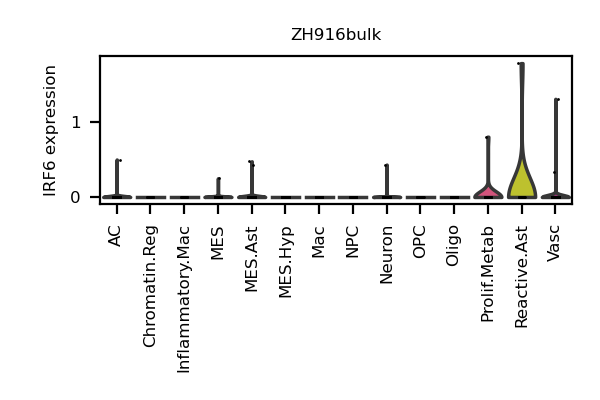 ZH916bulk
IRF6 expression
1
0
AC
Chromatin.Reg
Inflammatory.Mac
MES
MES.Ast
MES.Hyp
Mac
NPC
Neuron
OPC
Oligo
Prolif.Metab
Reactive.Ast
Vasc